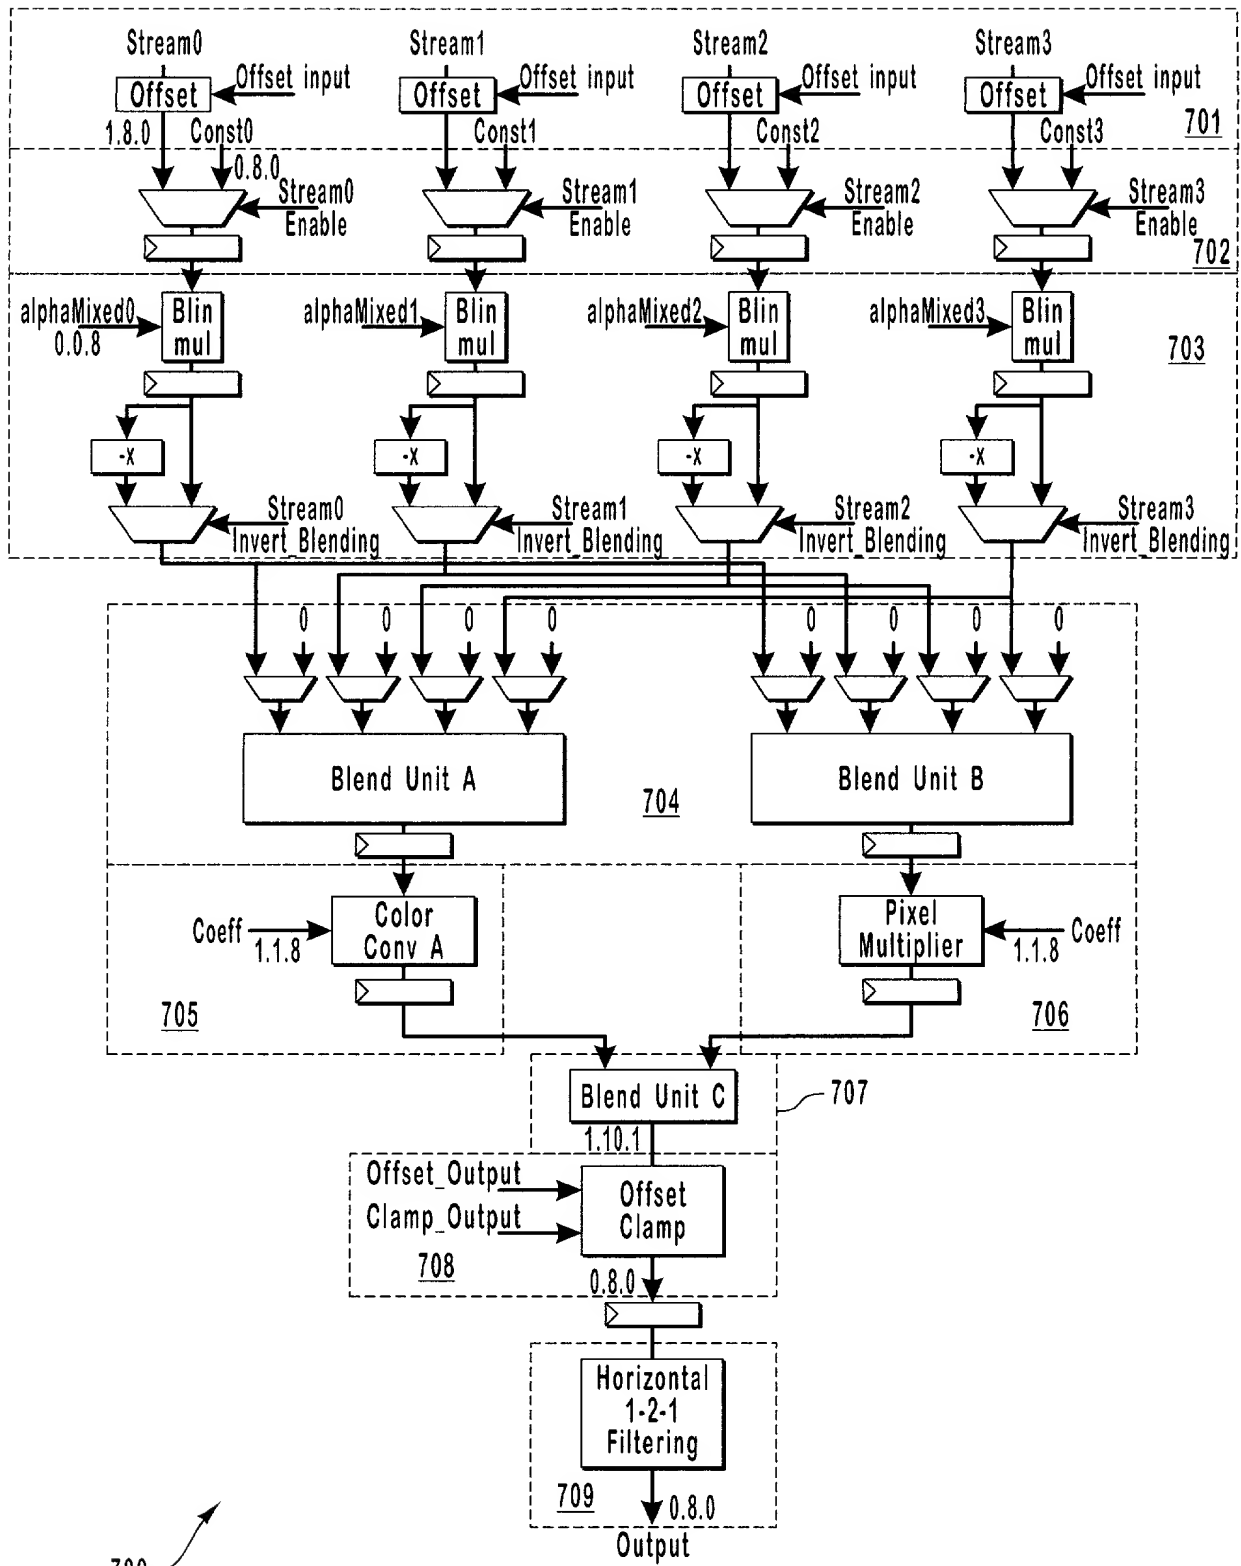 Stream0 Stream1 Stream2 Stream3
Offset Offset input Offset Offset input Offset Offset input Offset Offset input
1.8.0 Const0 Const1 Const2 Const3 701
0.8.0
Stream0 Enable Stream1 Enable Stream2 Enable Stream3 Enable
702
alphaMixed0 Blin mul alphaMixed1 Blin mul alphaMixed2 Blin mul alphaMixed3 Blin mul
0.0.8
703
-x -x -x -x
Stream0 Stream1 Stream2 Stream3
Invert_Blending Invert_Blending Invert_Blending Invert_Blending
0 0 0 0 0 0 0 0
Blend Unit A Blend Unit B
704
Color Conv A
Pixel Multiplier
Coeff 1.1.8
1.1.8 Coeff
705 706
Blend Unit C
707
1.10.1
Offset_Output
Clamp_Output
Offset
Clamp
708
0.8.0
Horizontal
1-2-1
Filtering
709
0.8.0
Output